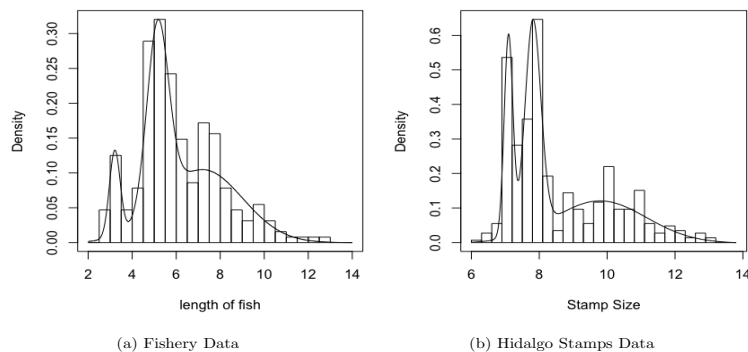 Density
0.00 0.05 0.10 0.15 0.20 0.25 0.30
2 4 6 8 10 12 14
length of fish
(a) Fishery Data
Density
0.0 0.1 0.2 0.3 0.4 0.5 0.6
6 8 10 12 14
Stamp Size
(b) Hidalgo Stamps Data